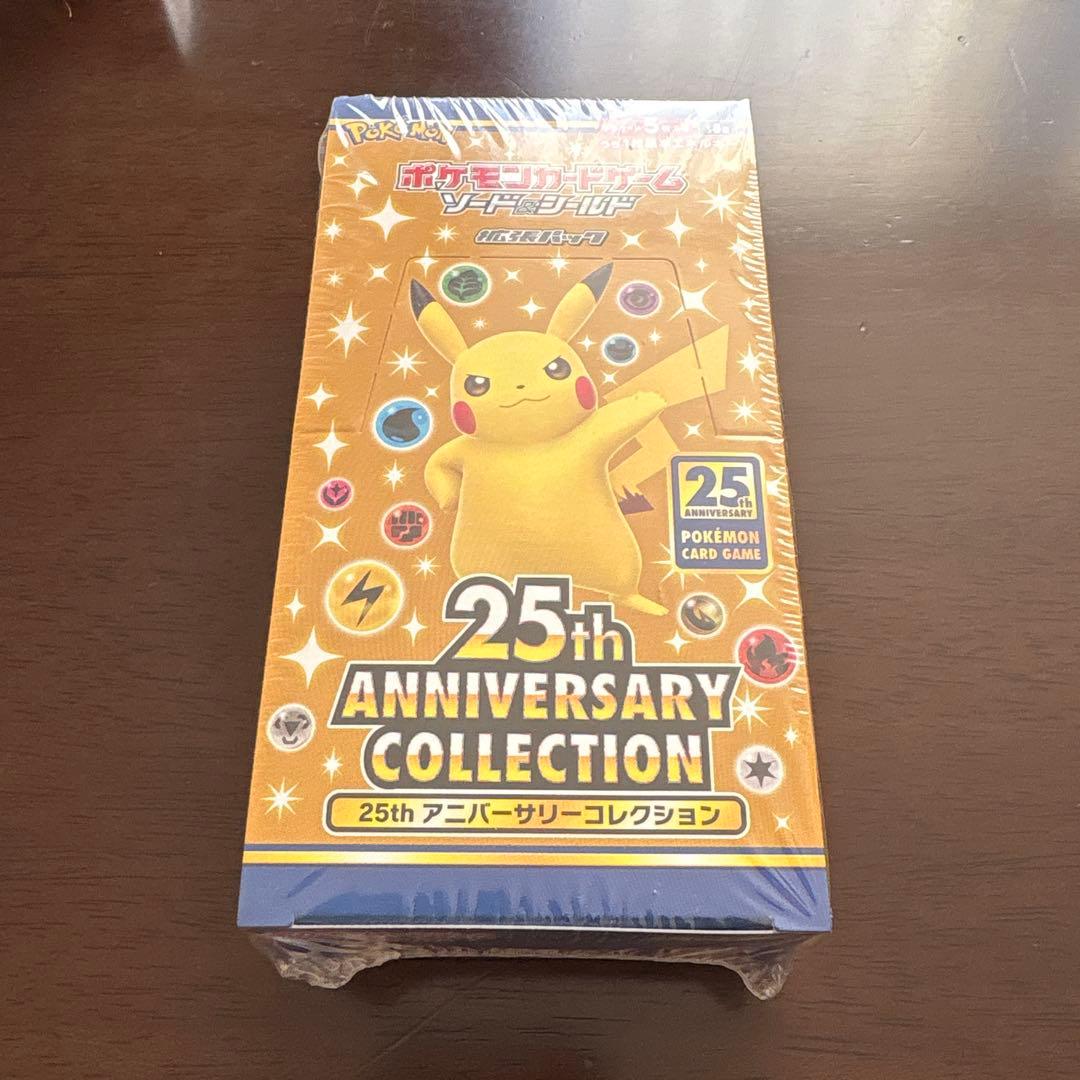 POKÉMON
ポケモンカードゲーム
ソード&シールド
拡張パック
25th
ANNIVERSARY
POKÉMON
CARD GAME
25th
ANNIVERSARY
COLLECTION
25th アニバーサリーコレクション